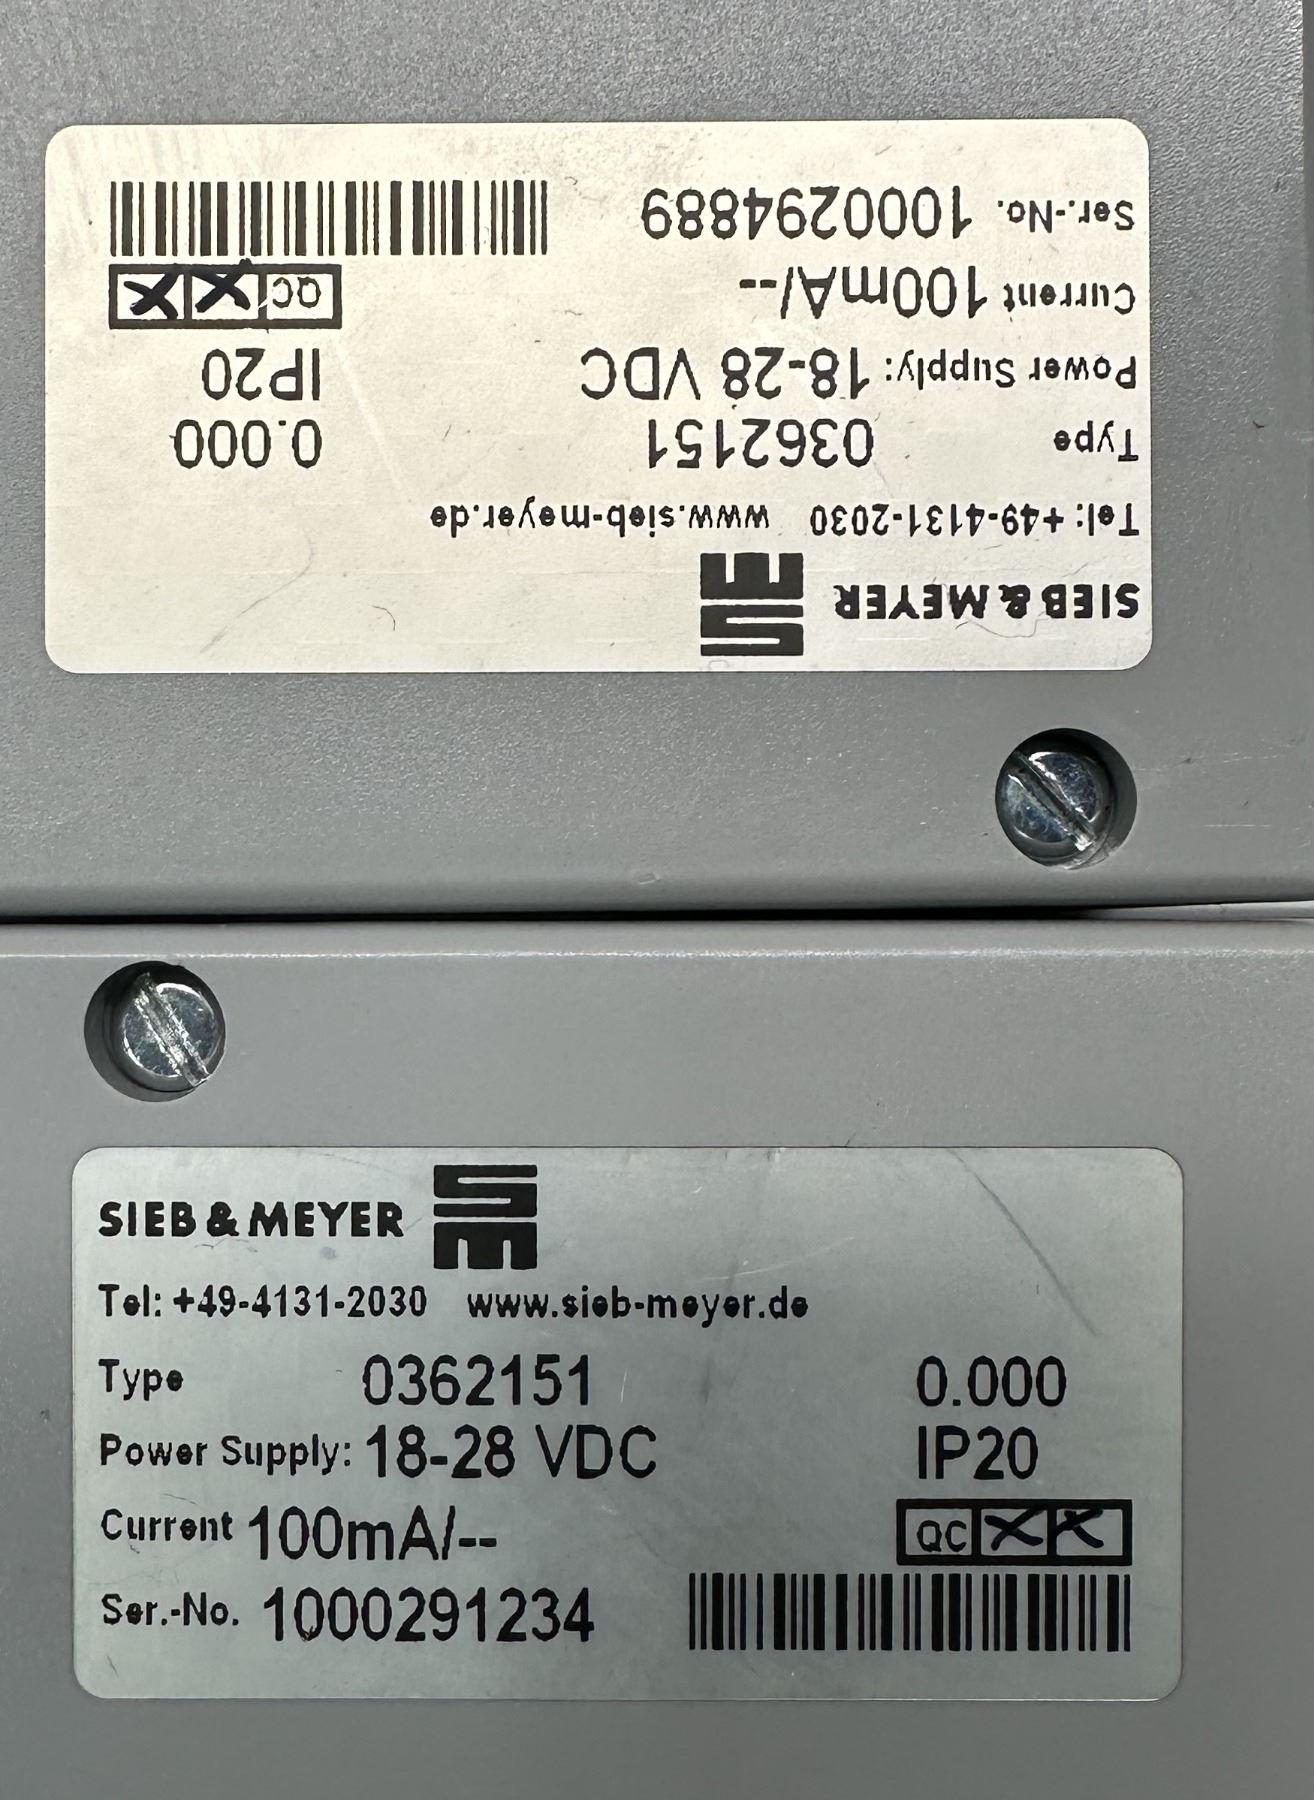 SIEB & MEYER
Tel: +49-4131-2030 www.sieb-meyer.de
Type 0362151 0.000
Power Supply: 18-28 VDC IP20
Current 100mA/-- QC X X
Ser.-No. 1000294889
SIEB & MEYER
Tel: +49-4131-2030 www.sieb-meyer.de
Type 0362151 0.000
Power Supply: 18-28 VDC IP20
Current 100mA/-- QC X X
Ser.-No. 1000291234